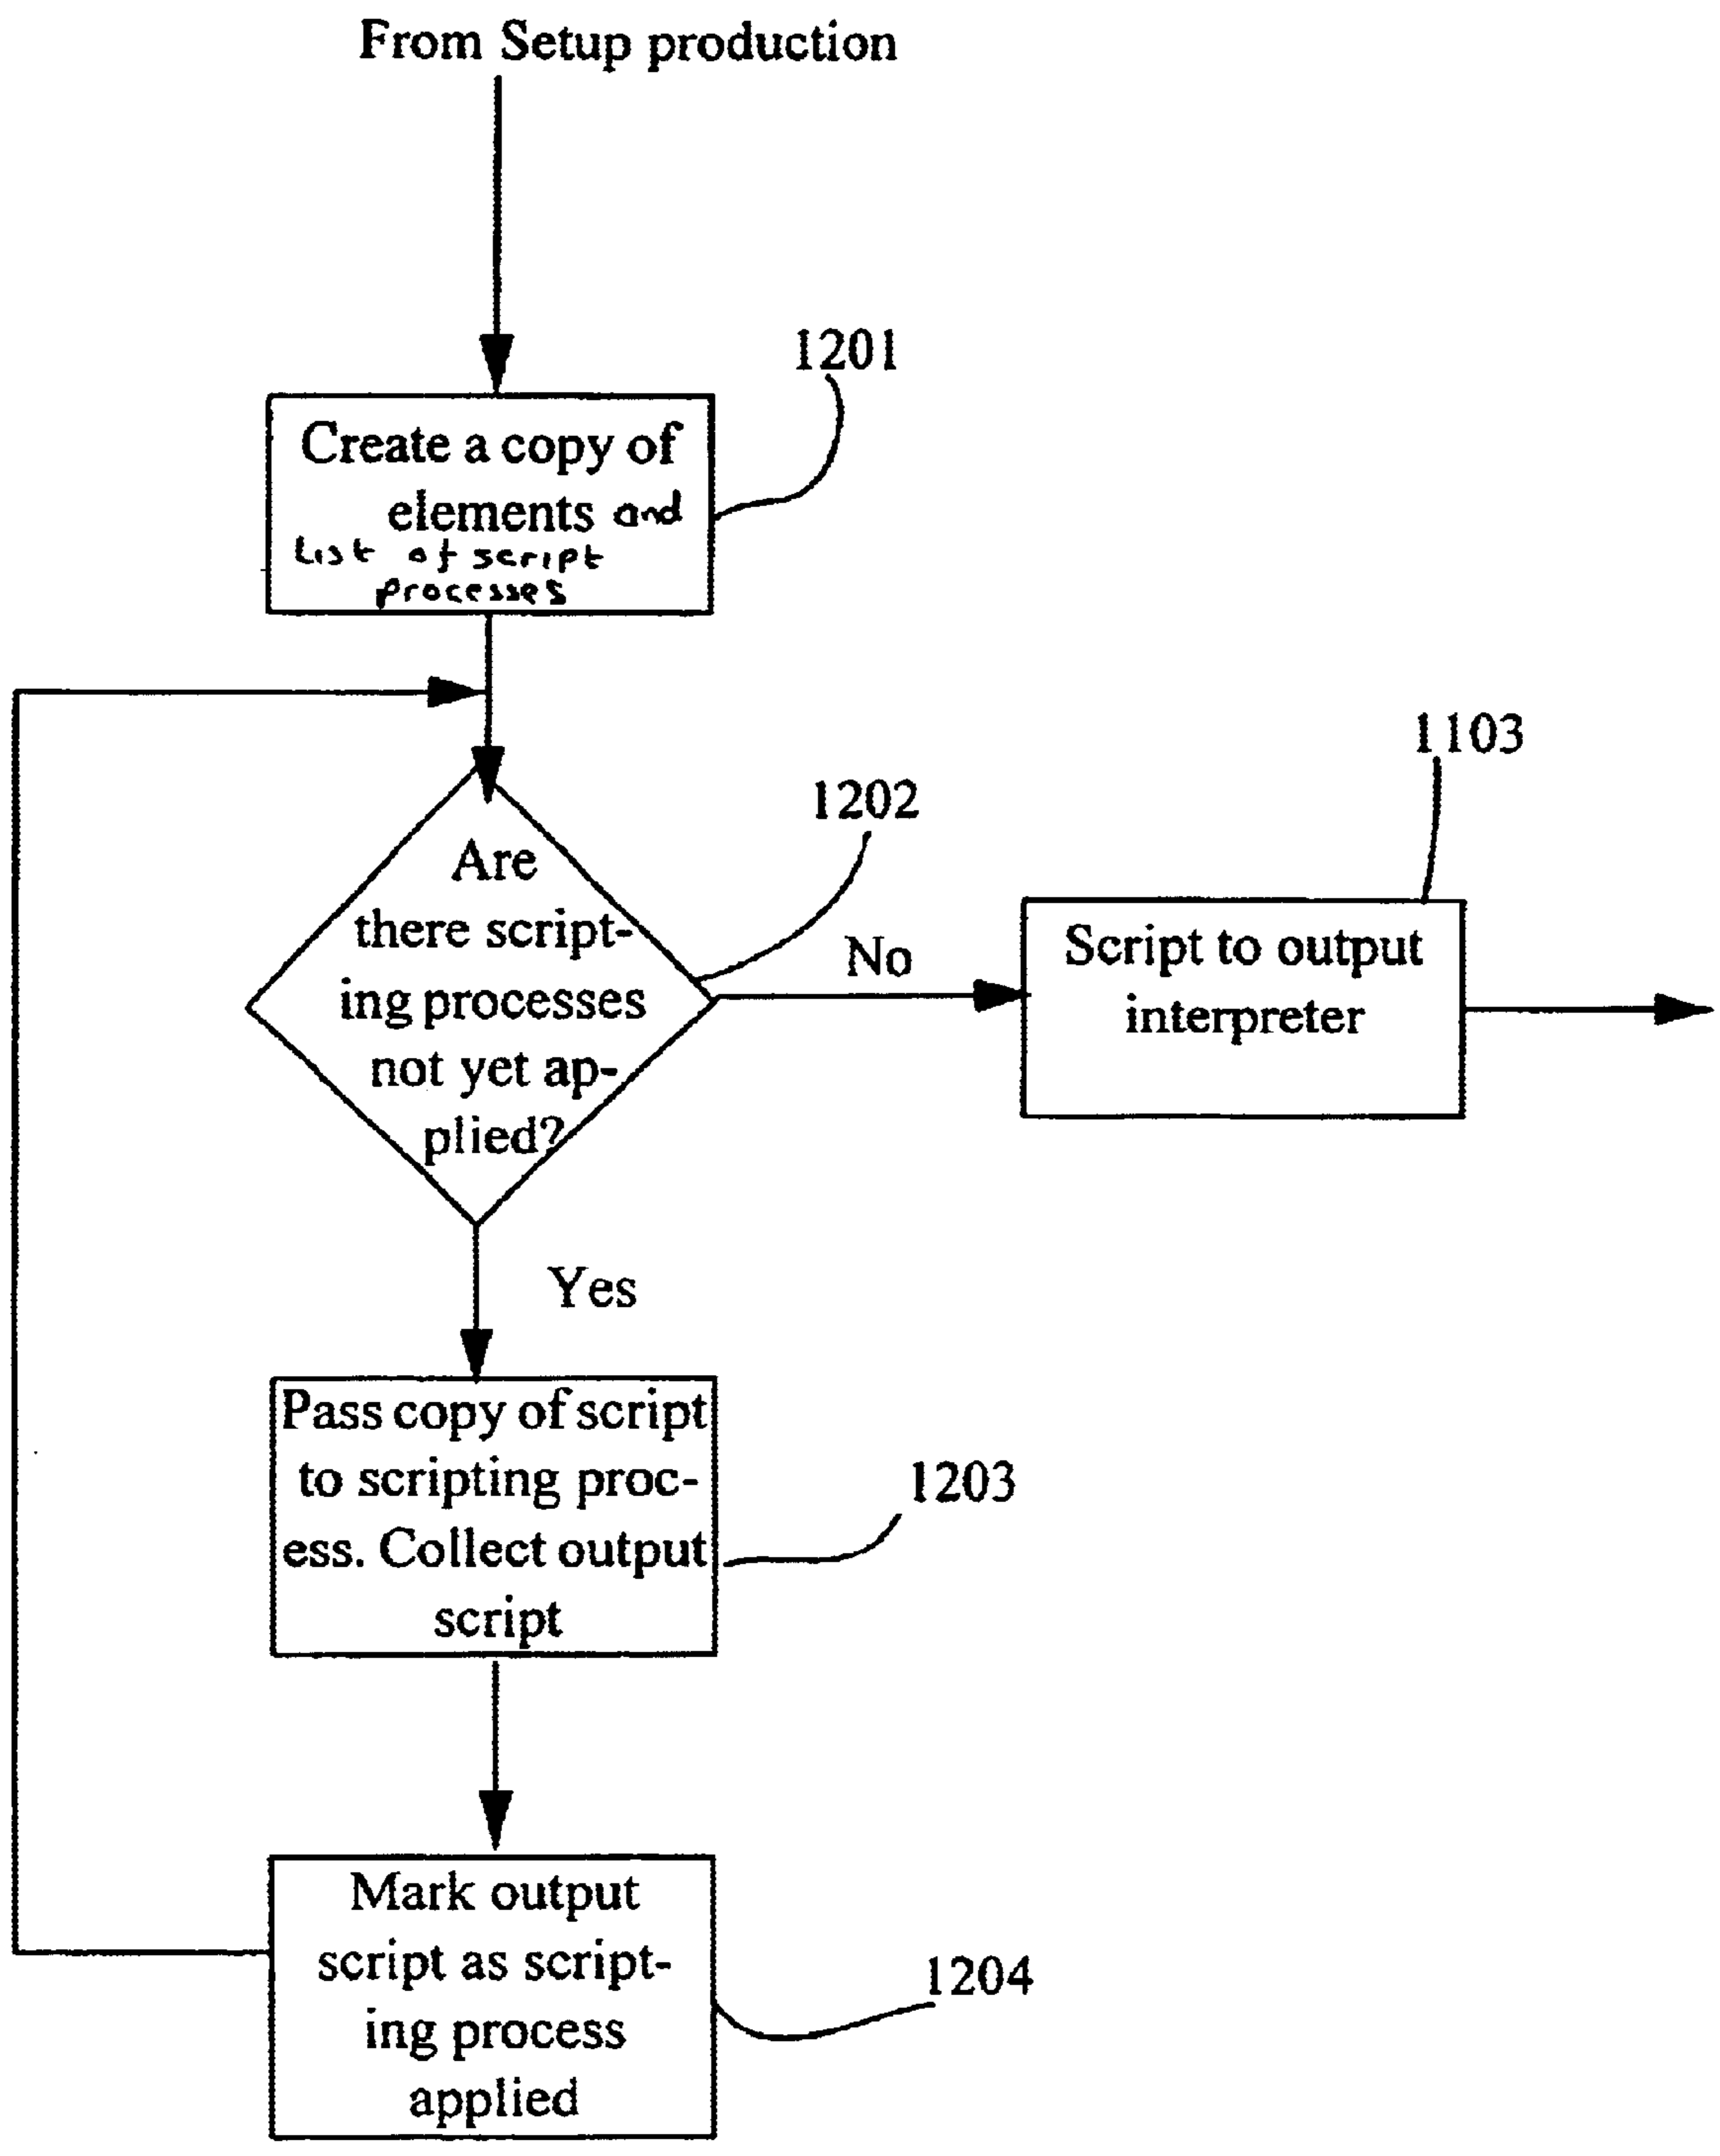 From Setup production
1201
Create a copy of
elements and
List of script
processes
1202
Are
there script-
ing processes
not yet ap-
plied?
No
1103
Script to output
interpreter
Yes
Pass copy of script
to scripting proc-
ess. Collect output
script
1203
Mark output
script as script-
ing process
applied
1204